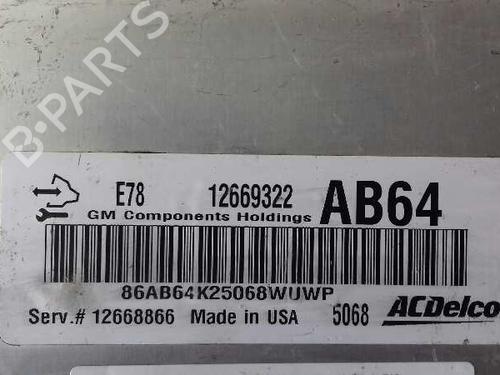 B-PARTS
E78 12669322 AB64
GM Components Holdings
86AB64K25068WUWP
Serv.# 12668866 Made in USA 5068 ACDelco